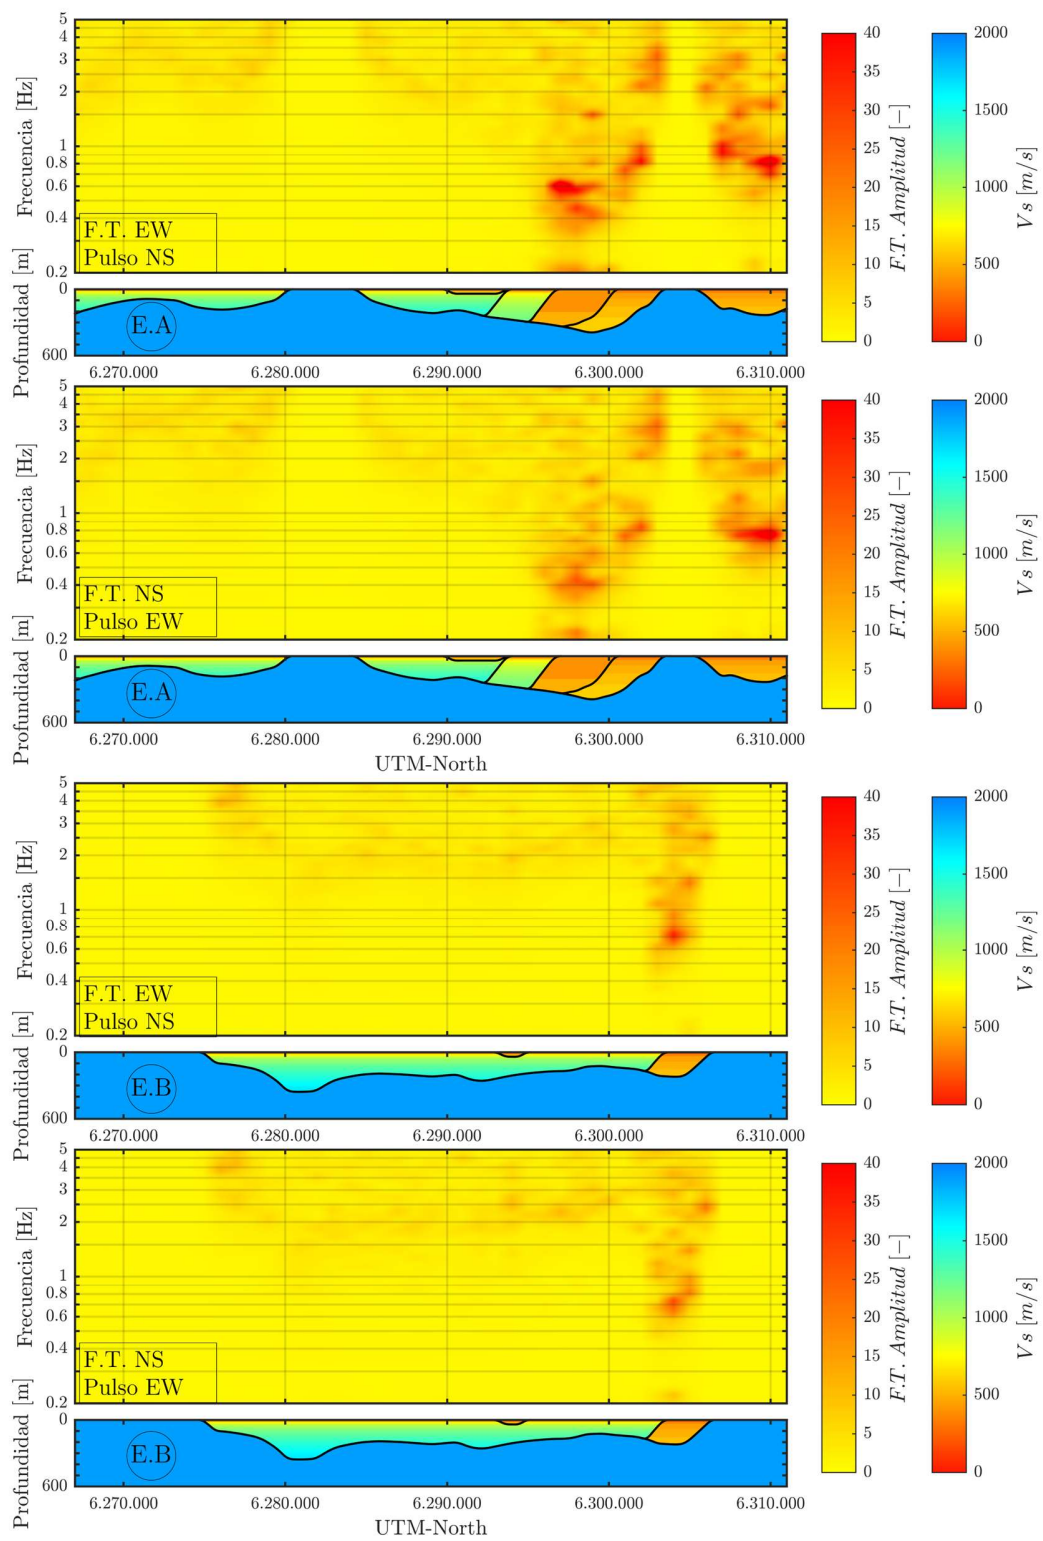 5
4
3
2
1
0.8
0.6
0.4
0.2
Frecuencia [Hz]
F.T. EW
Pulso NS
0
600
Profundidad [m]
E.A
6.270.000 6.280.000 6.290.000 6.300.000 6.310.000
40
35
30
25
20
15
10
5
0
F.T. Amplitud [−]
2000
1500
1000
500
0
Vs [m/s]
5
4
3
2
1
0.8
0.6
0.4
0.2
Frecuencia [Hz]
F.T. NS
Pulso EW
0
600
Profundidad [m]
E.A
6.270.000 6.280.000 6.290.000 6.300.000 6.310.000
UTM-North
40
35
30
25
20
15
10
5
0
F.T. Amplitud [−]
2000
1500
1000
500
0
Vs [m/s]
5
4
3
2
1
0.8
0.6
0.4
0.2
Frecuencia [Hz]
F.T. EW
Pulso NS
0
600
Profundidad [m]
E.B
6.270.000 6.280.000 6.290.000 6.300.000 6.310.000
40
35
30
25
20
15
10
5
0
F.T. Amplitud [−]
2000
1500
1000
500
0
Vs [m/s]
5
4
3
2
1
0.8
0.6
0.4
0.2
Frecuencia [Hz]
F.T. NS
Pulso EW
0
600
Profundidad [m]
E.B
6.270.000 6.280.000 6.290.000 6.300.000 6.310.000
UTM-North
40
35
30
25
20
15
10
5
0
F.T. Amplitud [−]
2000
1500
1000
500
0
Vs [m/s]